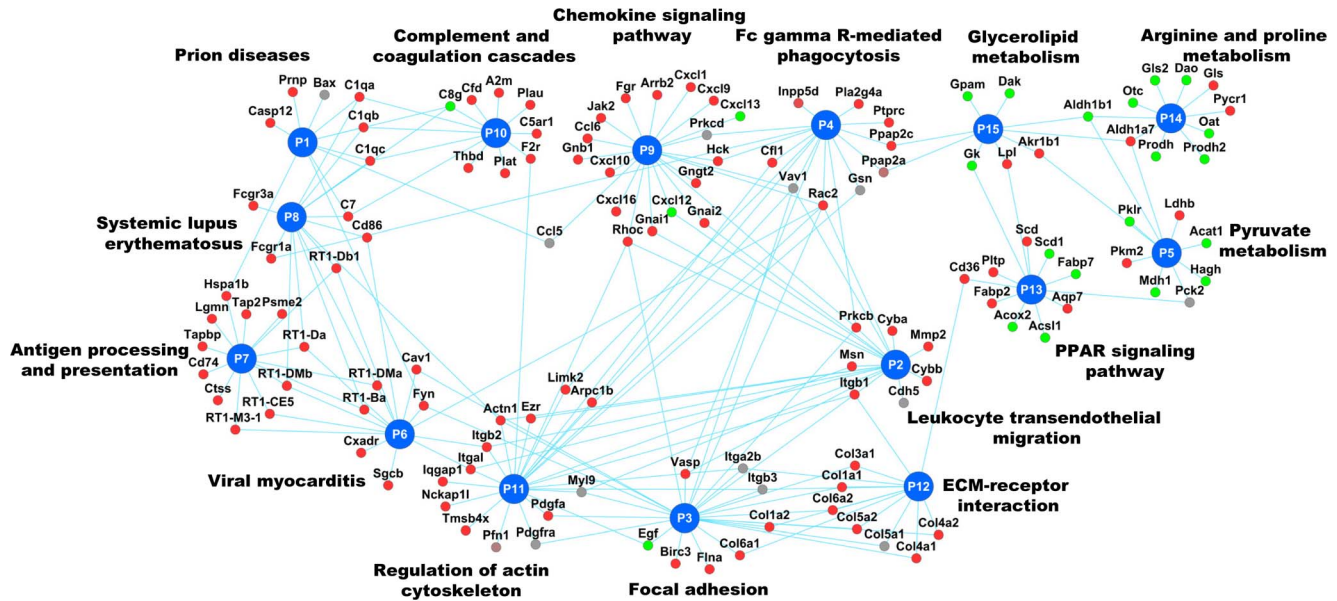 Chemokine signaling
pathway
Prion diseases
Complement and
coagulation cascades
Fc gamma R-mediated
phagocytosis
Glycerolipid
metabolism
Arginine and proline
metabolism
Prnp
Bax
C1qa
Casp12
C1qb
P1
C1qc
C8g
Cfd
A2m
Plau
C5ar1
P10
F2r
Thbd
Plat
Fgr
Arrb2
Cxcl1
Cxcl9
Cxcl13
Jak2
Ccl6
Prkcd
Gnb1
P9
Cxcl10
Hck
Gngt2
Cxcl16
Gnai1
Cxcl12
Gnai2
Rhoc
Inpp5d
Pla2g4a
Ptprc
P4
Ppap2c
Cfl1
Ppap2a
Vav1
Gsn
Rac2
Gpam
Dak
P15
Gk
Lpl
Akr1b1
Aldh1b1
Aldh1a7
Gls2
Dao
Gls
Otc
Pycr1
P14
Oat
Prodh
Prodh2
Fcgr3a
P8
C7
Cd86
Systemic lupus
erythematosus
Fcgr1a
RT1-Db1
Ccl5
Ldhb
Pklr
Acat1
Pkm2
P5
Pyruvate
metabolism
Hagh
Mdh1
Pck2
Scd
Scd1
Cd36
Pltp
Fabp7
P13
Fabp2
Aqp7
Acox2
Acsl1
PPAR signaling
pathway
Hspa1b
Lgmn
Tap2
Psme2
Tapbp
RT1-Da
Antigen processing
and presentation
P7
Cd74
RT1-DMb
Ctss
RT1-CE5
RT1-M3-1
RT1-DMa
RT1-Ba
Cav1
Fyn
P6
Cxadr
Sgcb
Viral myocarditis
Prkcb
Cyba
Mmp2
P2
Msn
Cybb
Itgb1
Cdh5
Leukocyte transendothelial
migration
Limk2
Arpc1b
Actn1
Ezr
Itgb2
Itgal
Iqgap1
P11
Myl9
Nckap1l
Tmsb4x
Pdgfa
Pfn1
Pdgfra
Regulation of actin
cytoskeleton
Vasp
Itga2b
Itgb3
P3
Egf
Birc3
Flna
Focal adhesion
Col3a1
Col1a1
Col6a2
P12
ECM-receptor
interaction
Col1a2
Col5a2
Col4a2
Col5a1
Col6a1
Col4a1